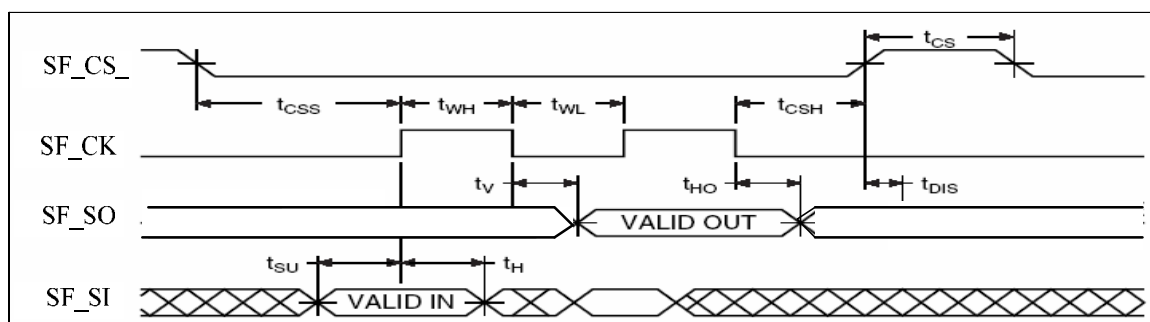 SF_CS_
tCS
tCSS
tWH
tWL
tCSH
SF_CK
tV
tHO
tDIS
SF_SO
VALID OUT
tSU
tH
SF_SI
VALID IN